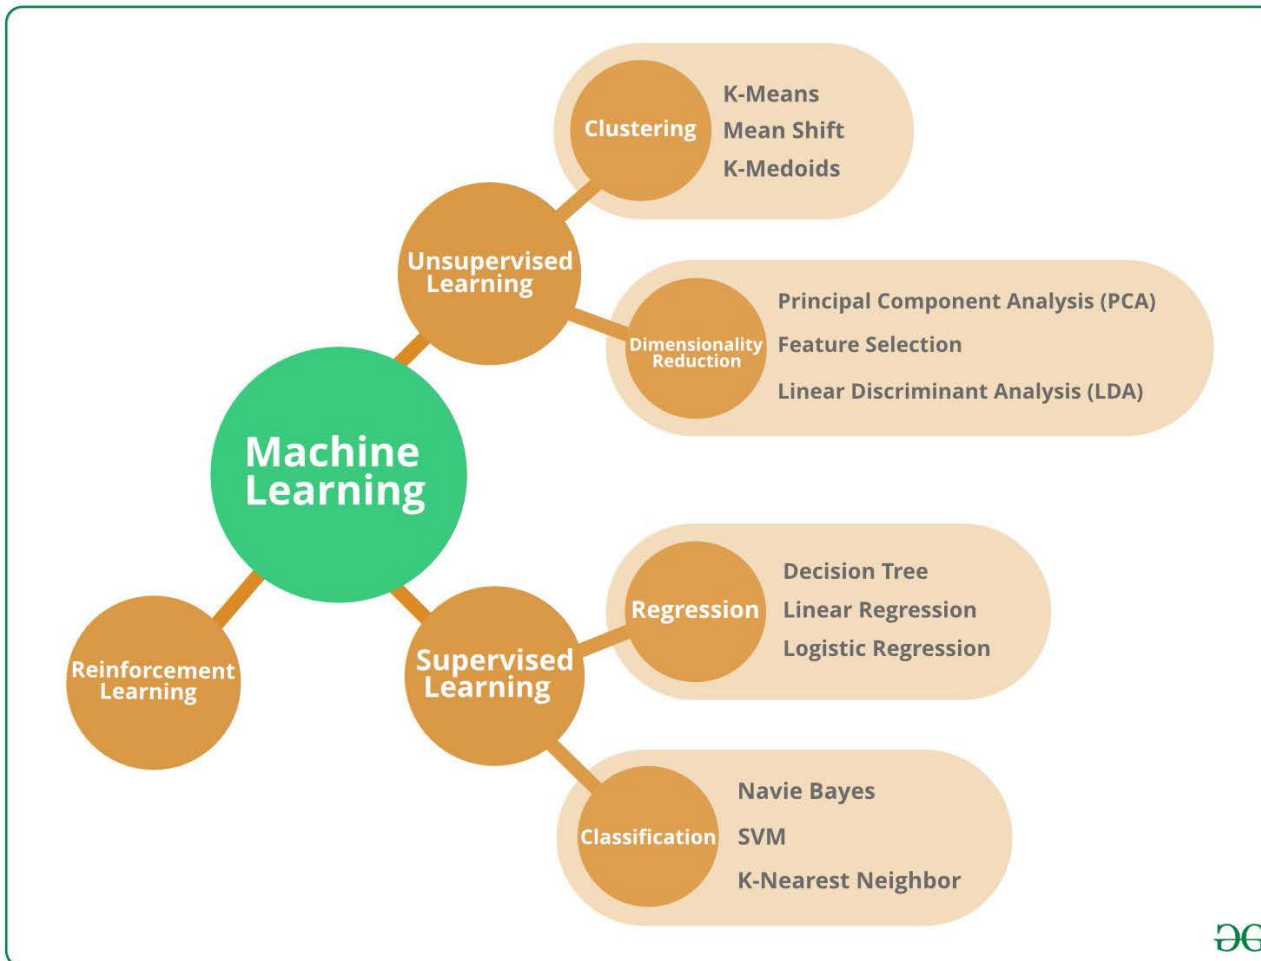 K-Means
Clustering
Mean Shift
K-Medoids
Unsupervised
Learning
Principal Component Analysis (PCA)
Dimensionality
Reduction
Feature Selection
Linear Discriminant Analysis (LDA)
Machine
Learning
Decision Tree
Regression
Linear Regression
Logistic Regression
Supervised
Learning
Reinforcement
Learning
Navie Bayes
Classification
SVM
K-Nearest Neighbor